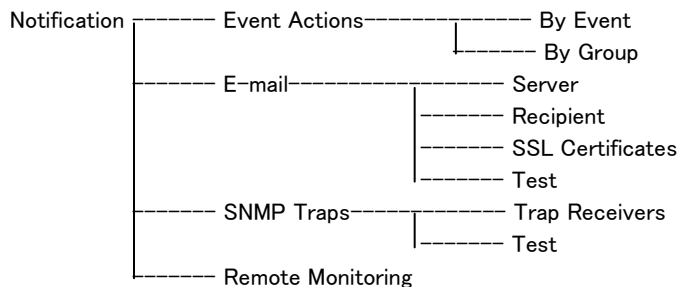 Notification Event Actions By Event
By Group
E-mail Server
Recipient
SSL Certificates
Test
SNMP Traps Trap Receivers
Test
Remote Monitoring